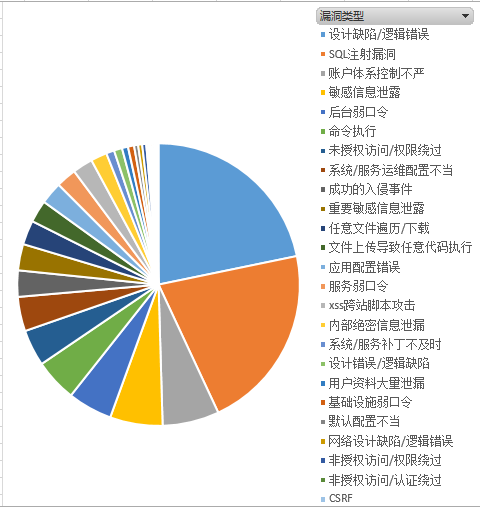 漏洞类型
设计缺陷/逻辑错误
SQL注射漏洞
账户体系控制不严
敏感信息泄露
后台弱口令
命令执行
未授权访问/权限绕过
系统/服务运维配置不当
成功的入侵事件
重要敏感信息泄露
任意文件遍历/下载
文件上传导致任意代码执行
应用配置错误
服务弱口令
xss跨站脚本攻击
内部绝密信息泄漏
系统/服务补丁不及时
设计错误/逻辑缺陷
用户资料大量泄漏
基础设施弱口令
默认配置不当
网络设计缺陷/逻辑错误
非授权访问/权限绕过
非授权访问/认证绕过
CSRF